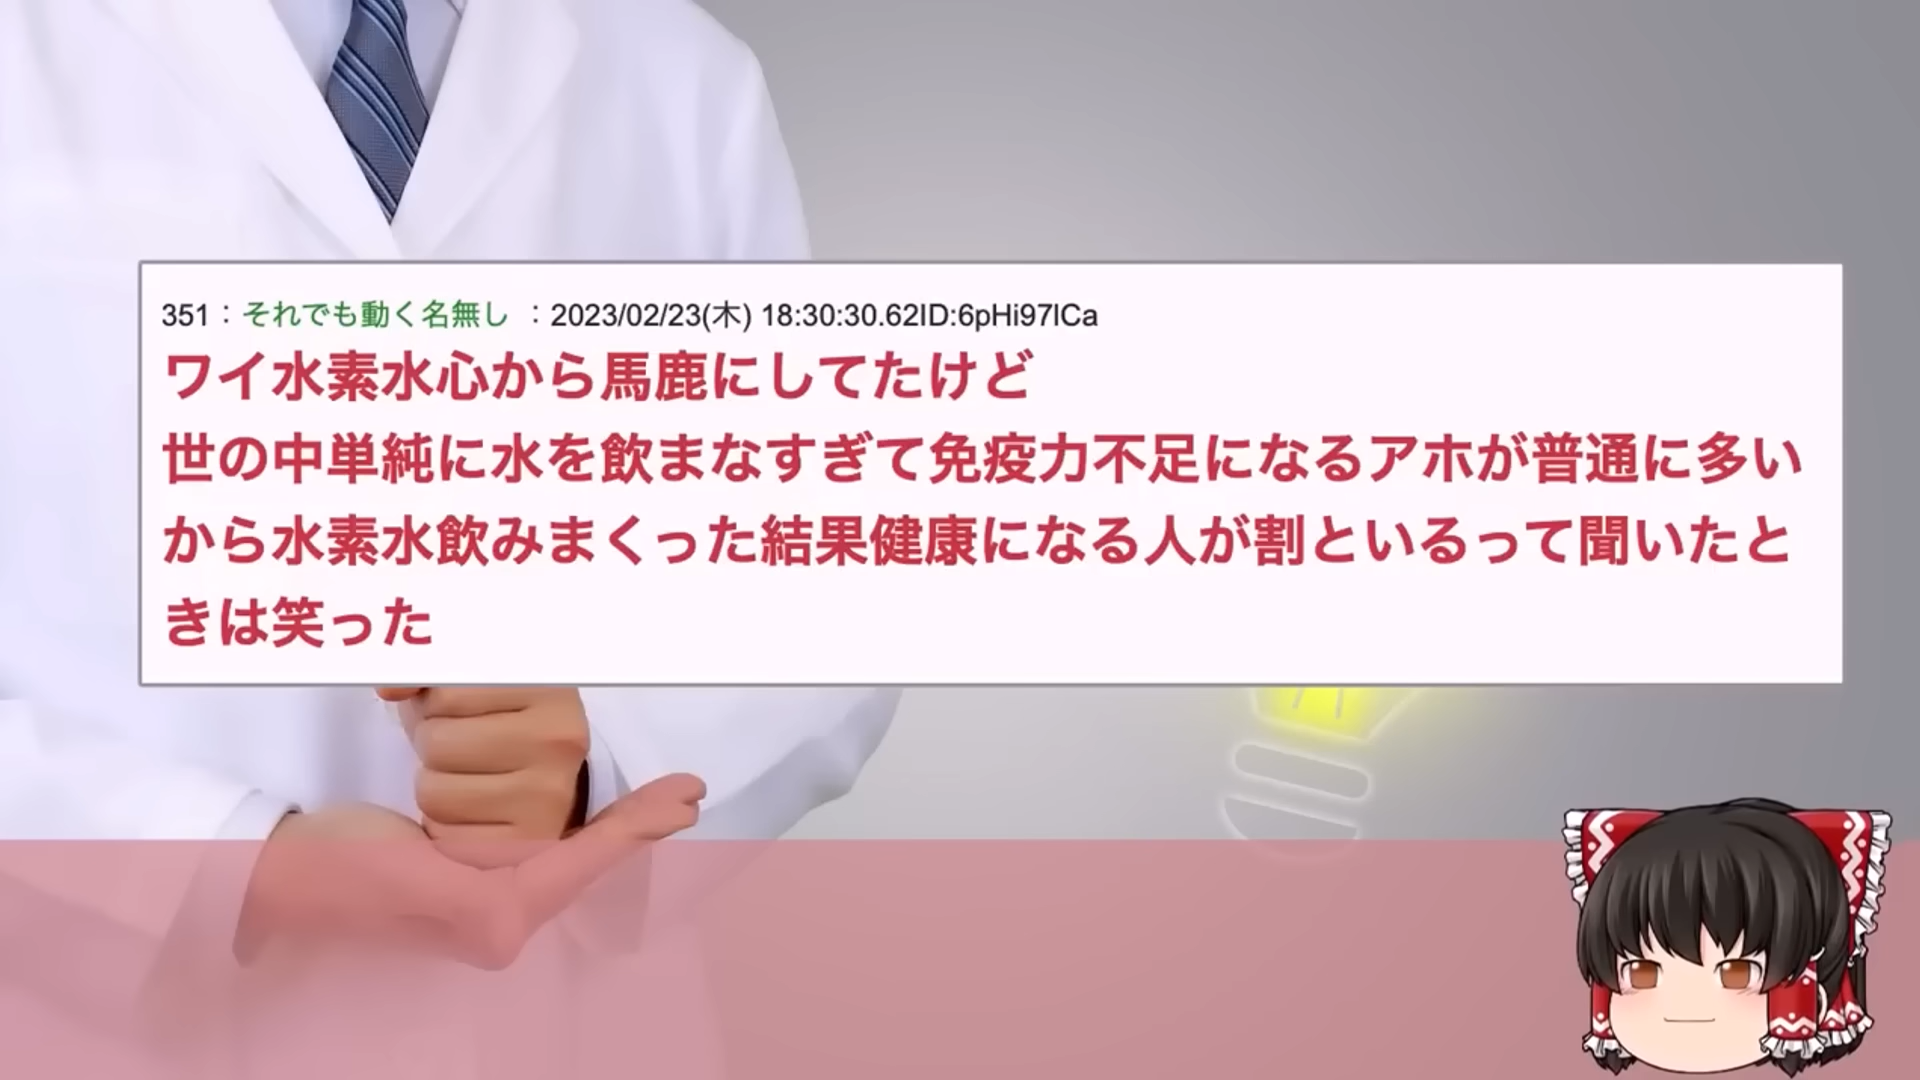 351：それでも動く名無し ：2023/02/23(木) 18:30:30.62ID:6pHi97lCa
ワイ水素水心から馬鹿にしてたけど
世の中単純に水を飲まなすぎて免疫力不足になるアホが普通に多い
から水素水飲みまくった結果健康になる人が割といるって聞いたと
きは笑った